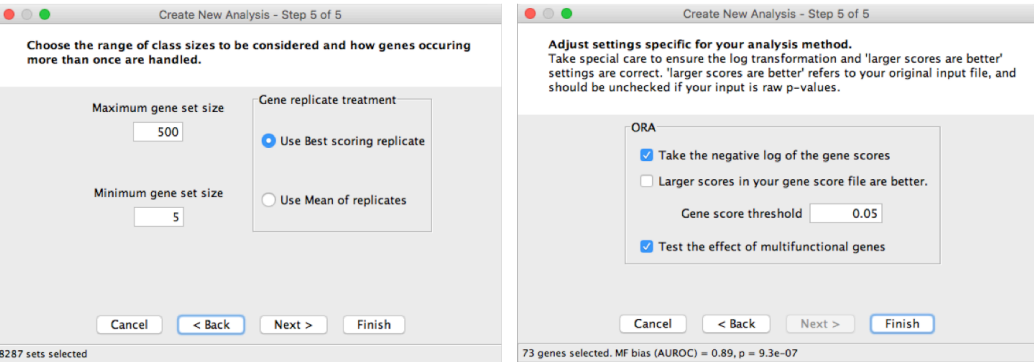 Create New Analysis - Step 5 of 5
Choose the range of class sizes to be considered and how genes occuring
more than once are handled.
Maximum gene set size
500
Minimum gene set size
5
Gene replicate treatment
Use Best scoring replicate
Use Mean of replicates
Cancel
< Back
Next >
Finish
8287 sets selected
Create New Analysis - Step 5 of 5
Adjust settings specific for your analysis method.
Take special care to ensure the log transformation and 'larger scores are better'
settings are correct. 'larger scores are better' refers to your original input file, and
should be unchecked if your input is raw p-values.
ORA
Take the negative log of the gene scores
Larger scores in your gene score file are better.
Gene score threshold 0.05
Test the effect of multifunctional genes
Cancel
< Back
Next >
Finish
73 genes selected. MF bias (AUROC) = 0.89, p = 9.3e-07